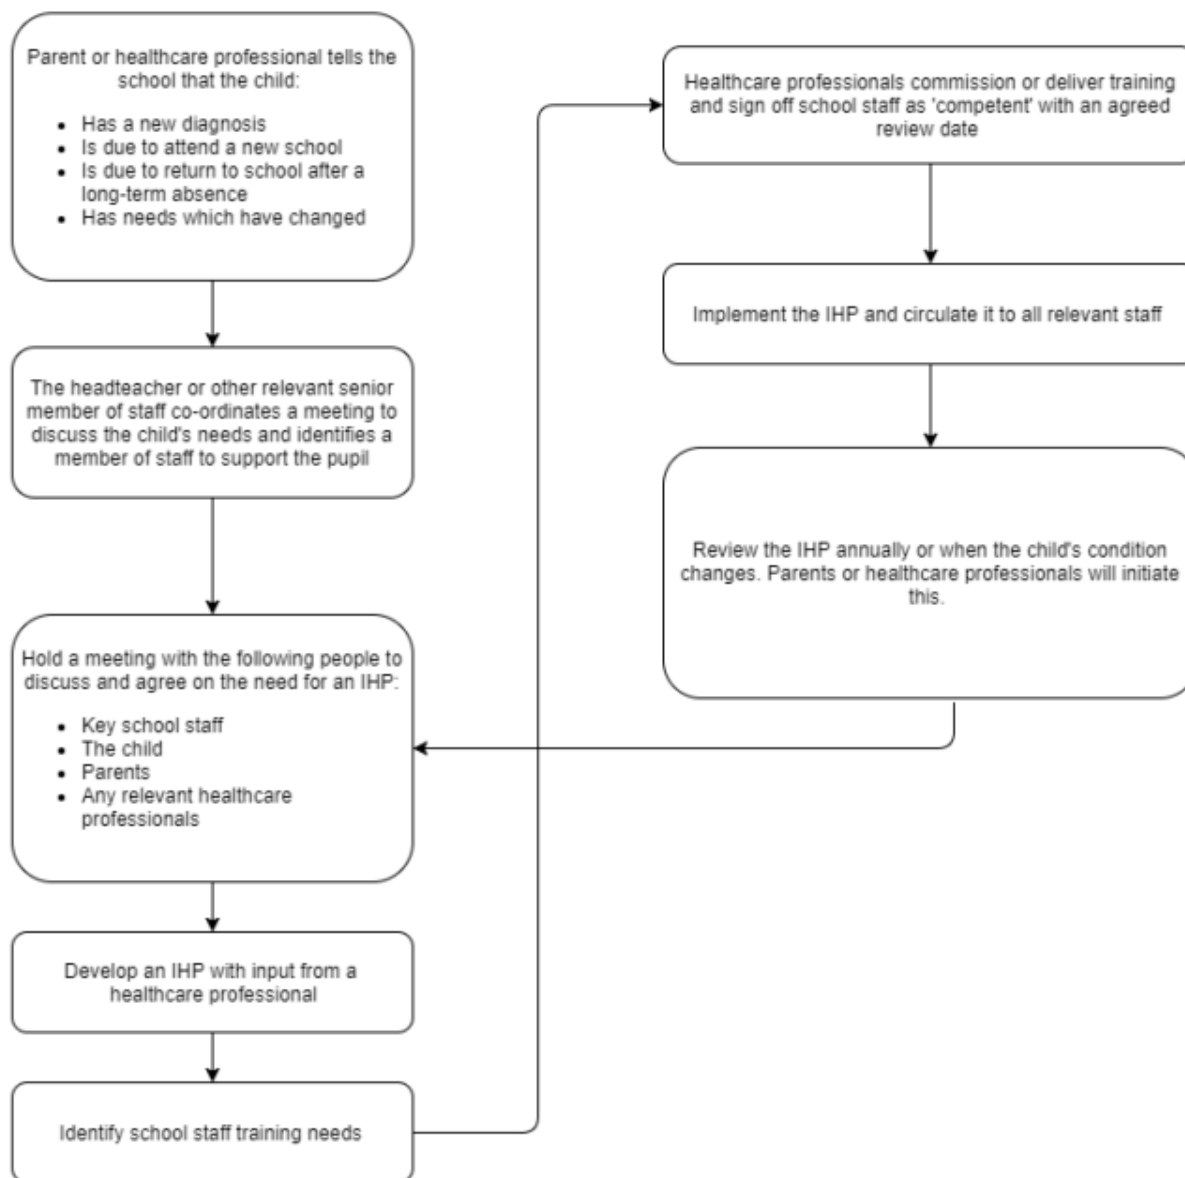 Parent or healthcare professional tells the
school that the child:
• Has a new diagnosis
• Is due to attend a new school
• Is due to return to school after a
long-term absence
• Has needs which have changed
The headteacher or other relevant senior
member of staff co-ordinates a meeting to
discuss the child's needs and identifies a
member of staff to support the pupil
Hold a meeting with the following people to
discuss and agree on the need for an IHP:
• Key school staff
• The child
• Parents
• Any relevant healthcare
professionals
Develop an IHP with input from a
healthcare professional
Identify school staff training needs
Healthcare professionals commission or deliver training
and sign off school staff as 'competent' with an agreed
review date
Implement the IHP and circulate it to all relevant staff
Review the IHP annually or when the child's condition
changes. Parents or healthcare professionals will initiate
this.